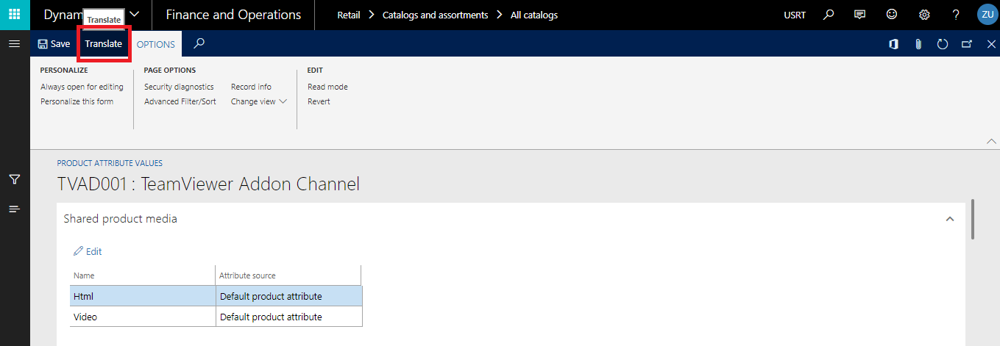 Dynam
Translate
Finance and Operations
Retail > Catalogs and assortments > All catalogs
USRT
?
ZU
Save
Translate
OPTIONS
PERSONALIZE
Always open for editing
Personalize this form
PAGE OPTIONS
Security diagnostics
Record info
Advanced Filter/Sort
Change view
EDIT
Read mode
Revert
PRODUCT ATTRIBUTE VALUES
TVAD001 : TeamViewer Addon Channel
Shared product media
Edit
Name
Attribute source
Html
Default product attribute
Video
Default product attribute